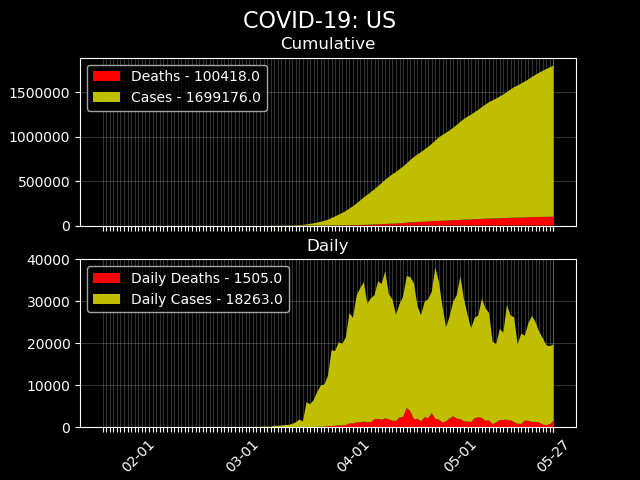 COVID-19: US
Cumulative
Deaths - 100418.0
Cases - 1699176.0
1500000
1000000
500000
0
Daily
Daily Deaths - 1505.0
Daily Cases - 18263.0
40000
30000
20000
10000
0
02-01
03-01
04-01
05-01
05-27